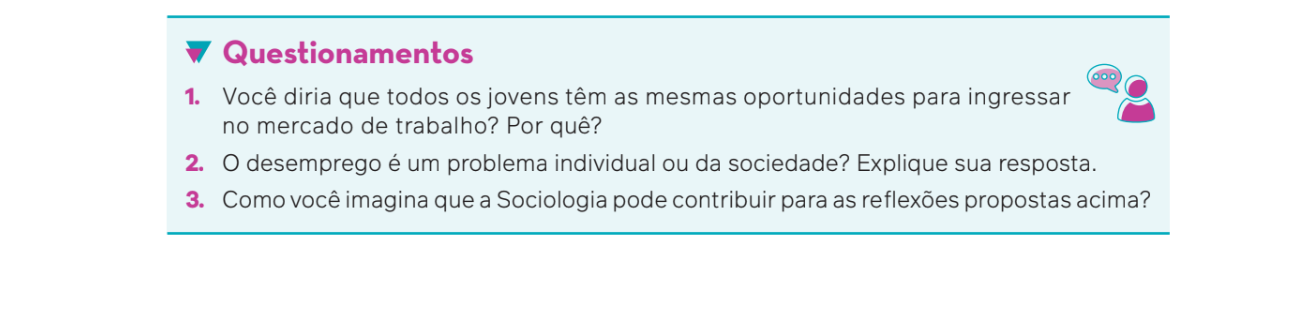 Questionamentos
1. Você diria que todos os jovens têm as mesmas oportunidades para ingressar
no mercado de trabalho? Por quê?
2. O desemprego é um problema individual ou da sociedade? Explique sua resposta.
3. Como você imagina que a Sociologia pode contribuir para as reflexões propostas acima?